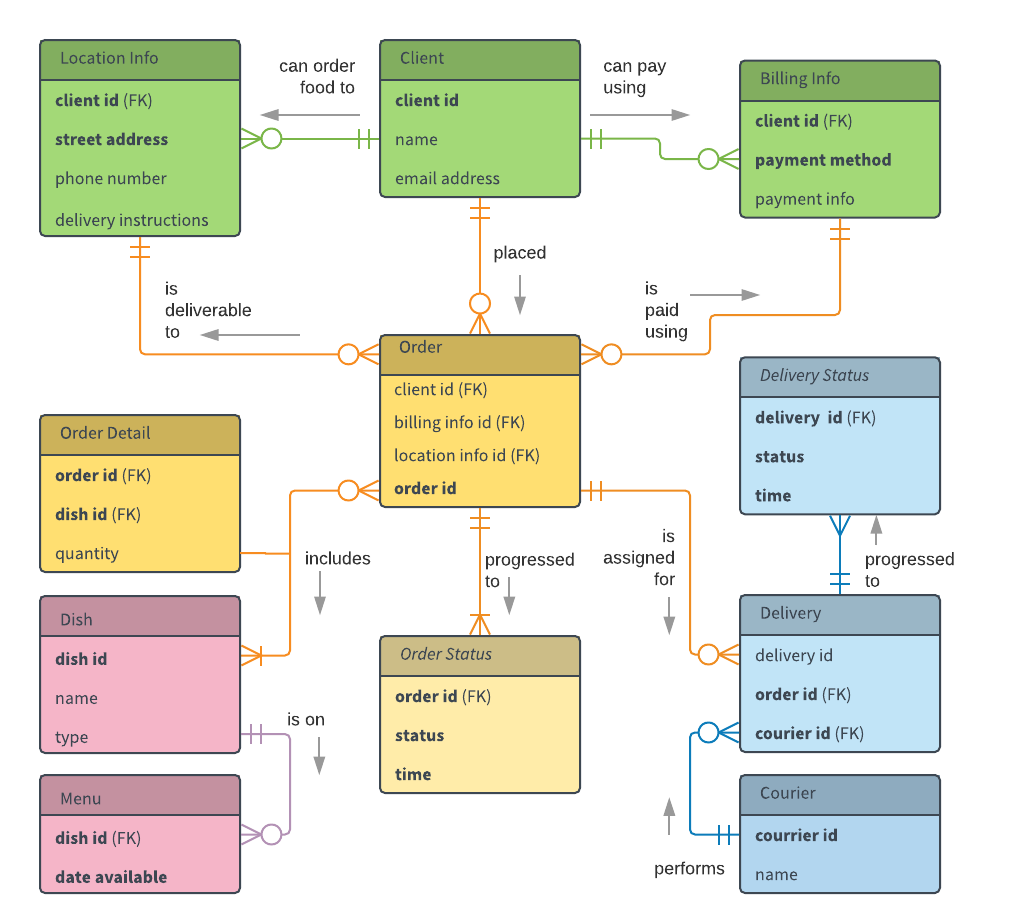 Location Info
client id (FK)
street address
phone number
delivery instructions
can order
food to
Client
client id
name
email address
can pay
using
Billing Info
client id (FK)
payment method
payment info
is
deliverable
to
placed
is
paid
using
Order
client id (FK)
billing info id (FK)
location info id (FK)
order id
Delivery Status
delivery  id (FK)
status
time
Order Detail
order id (FK)
dish id (FK)
quantity
includes
progressed
to
is
assigned
for
progressed
to
Dish
dish id
name
type
is on
Order Status
order id (FK)
status
time
Delivery
delivery id
order id (FK)
courier id (FK)
Menu
dish id (FK)
date available
performs
Courier
courrier id
name